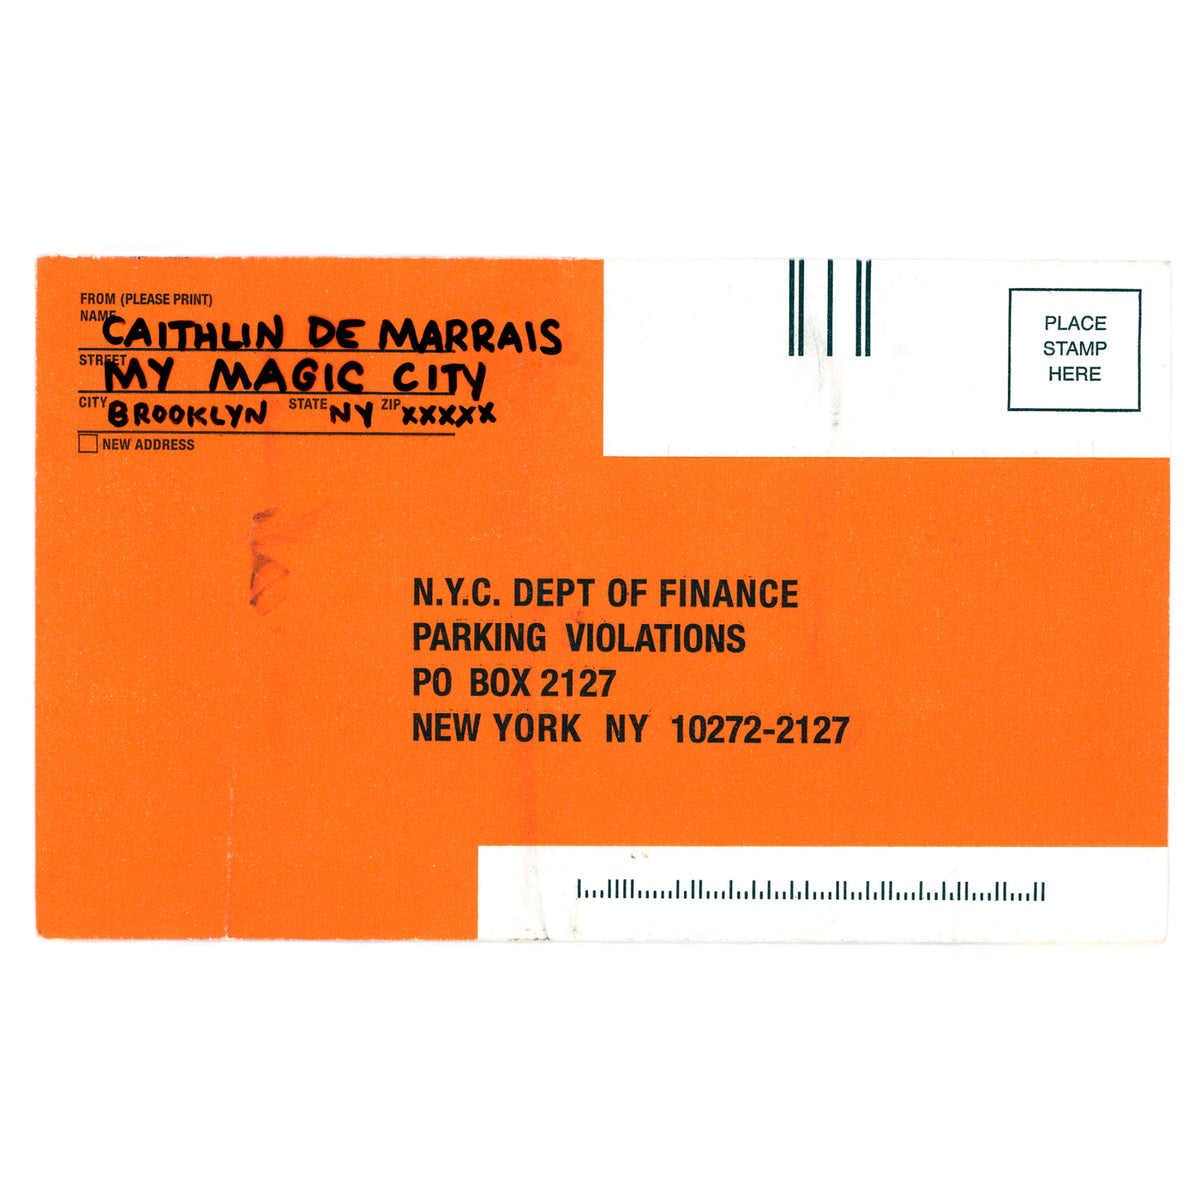 FROM (PLEASE PRINT)
NAME CAITHLIN DE MARRAIS
STREET MY MAGIC CITY
CITY BROOKLYN STATE NY ZIP XXXXX
NEW ADDRESS
PLACE
STAMP
HERE
N.Y.C. DEPT OF FINANCE
PARKING VIOLATIONS
PO BOX 2127
NEW YORK NY 10272-2127